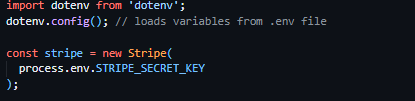 import dotenv from 'dotenv';
dotenv.config(); // loads variables from .env file
const stripe = new Stripe(
process.env.STRIPE_SECRET_KEY
);